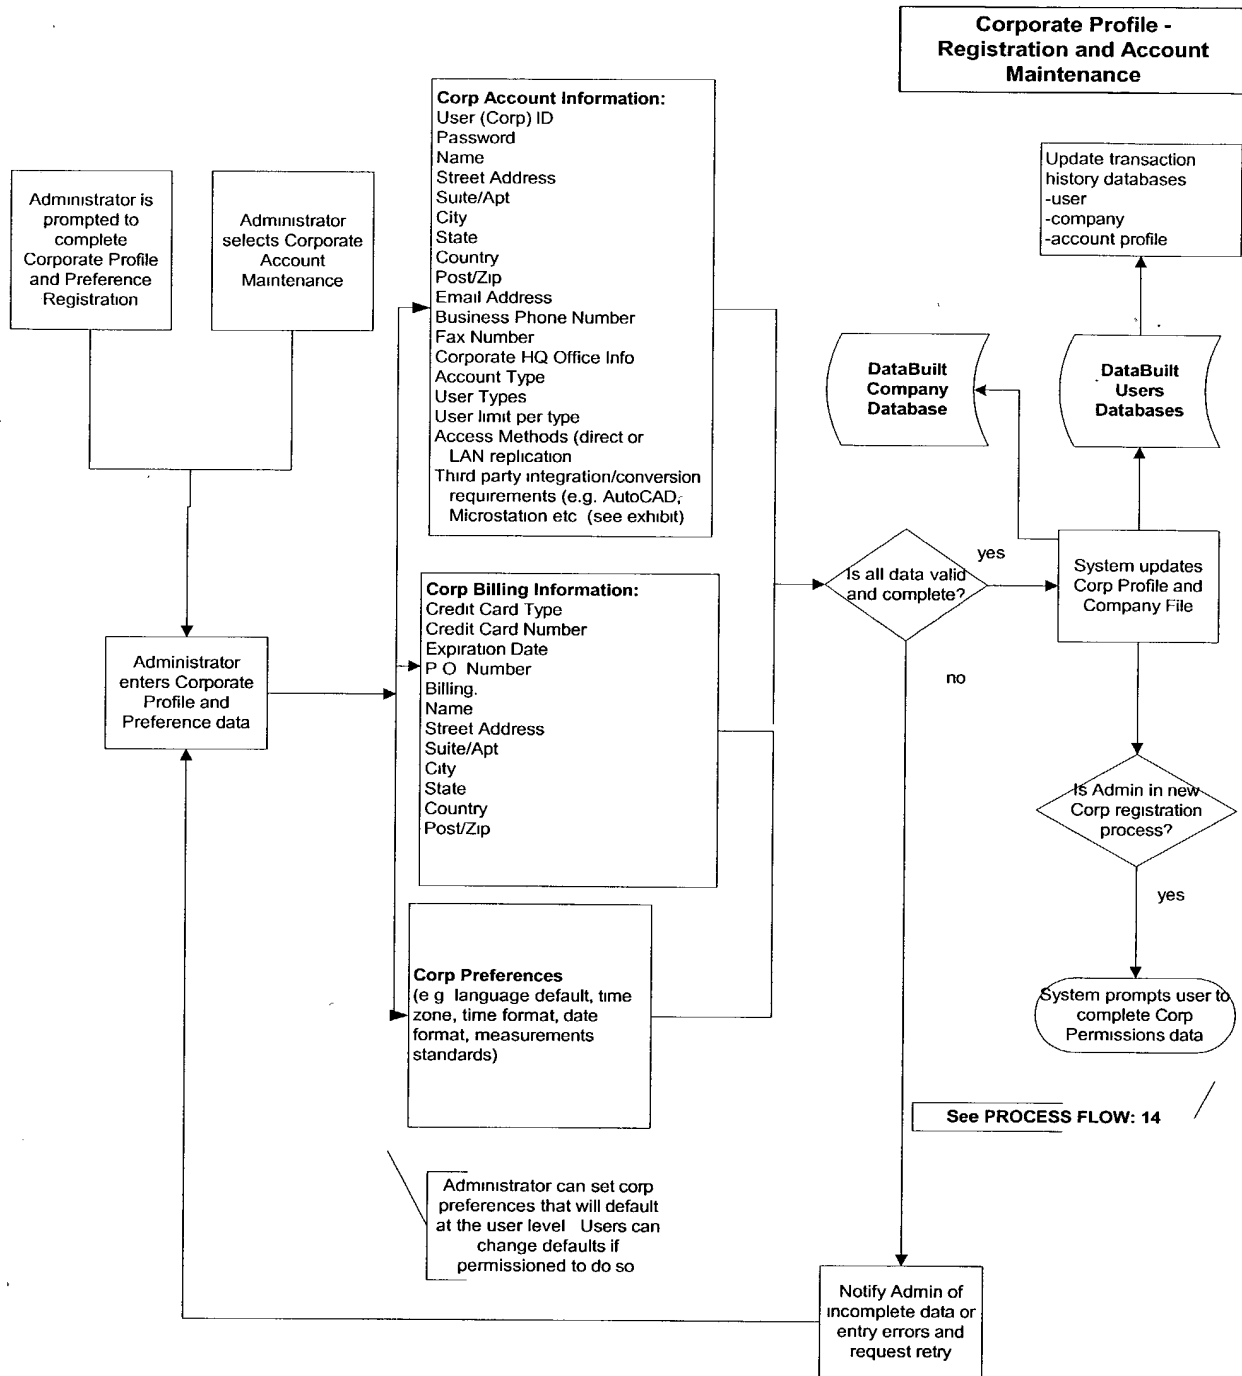 Corporate Profile -
Registration and Account
Maintenance
Administrator is
prompted to
complete
Corporate Profile
and Preference
Registration
Administrator
selects Corporate
Account
Maintenance
Corp Account Information:
User (Corp) ID
Password
Name
Street Address
Suite/Apt
City
State
Country
Post/Zip
Email Address
Business Phone Number
Fax Number
Corporate HQ Office Info
Account Type
User Types
User limit per type
Access Methods (direct or
LAN replication
Third party integration/conversion
requirements (e.g. AutoCAD,
Microstation etc (see exhibit)
Update transaction
history databases
-user
-company
-account profile
DataBuilt
Company
Database
DataBuilt
Users
Databases
Is all data valid
and complete?
yes
no
System updates
Corp Profile and
Company File
Administrator
enters Corporate
Profile and
Preference data
Corp Billing Information:
Credit Card Type
Credit Card Number
Expiration Date
P O Number
Billing.
Name
Street Address
Suite/Apt
City
State
Country
Post/Zip
Is Admin in new
Corp registration
process?
yes
Corp Preferences
(e g language default, time
zone, time format, date
format, measurements
standards)
System prompts user to
complete Corp
Permissions data
See PROCESS FLOW: 14
Administrator can set corp
preferences that will default
at the user level Users can
change defaults if
permissioned to do so
Notify Admin of
incomplete data or
entry errors and
request retry